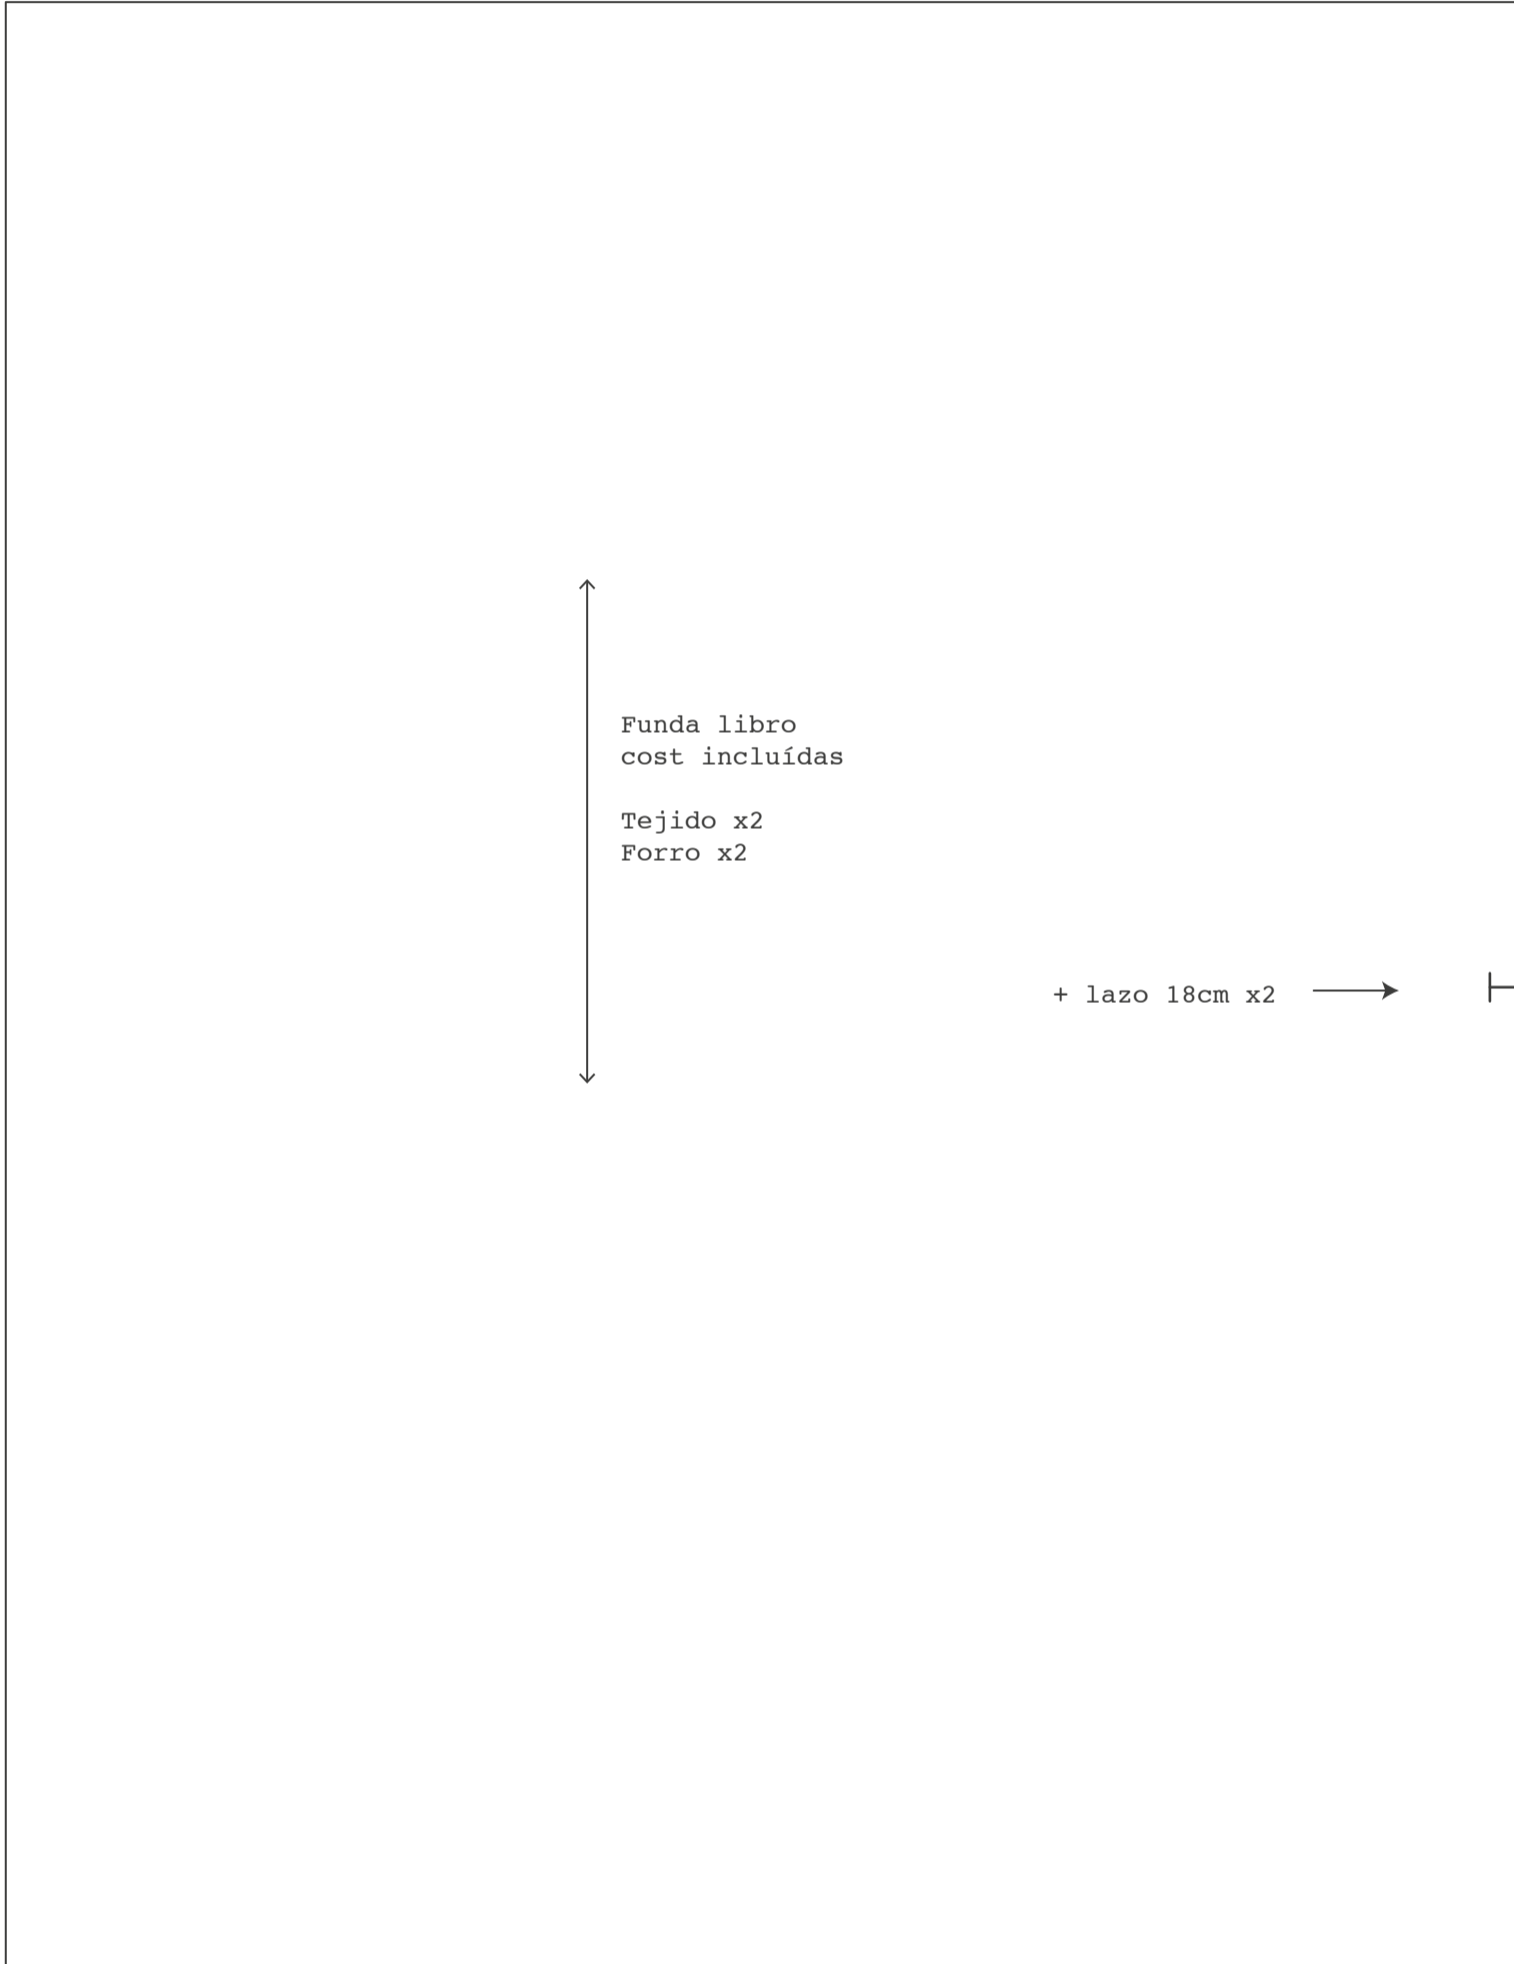 Funda libro
cost incluídas
Tejido x2
Forro x2
+ lazo 18cm x2